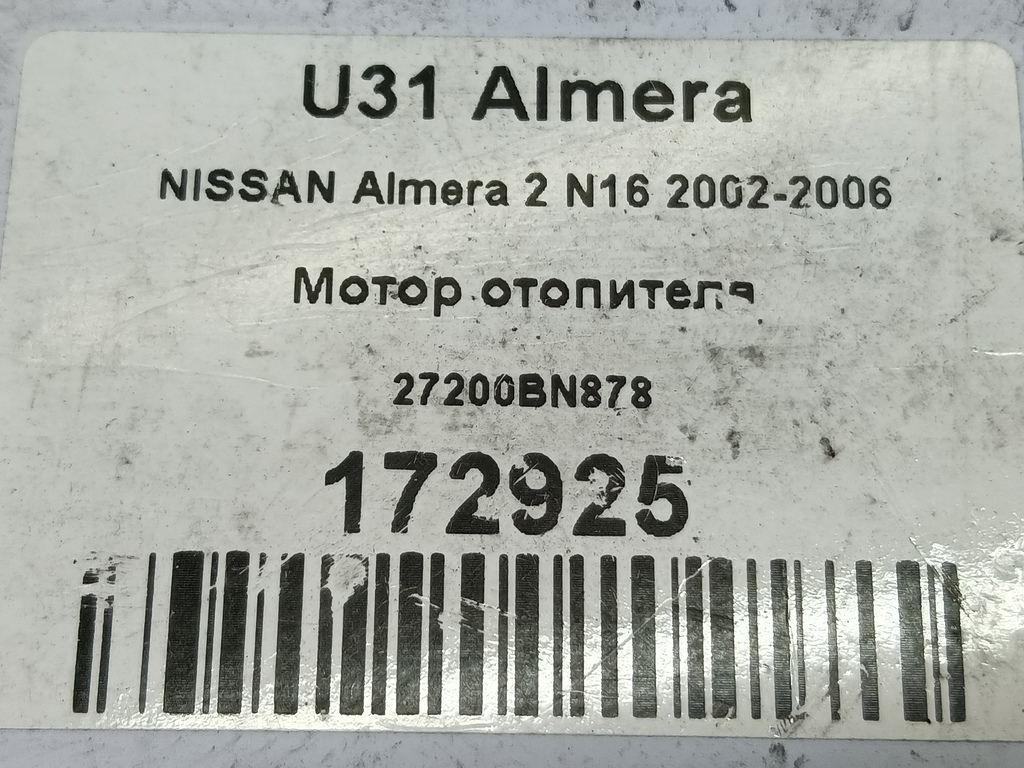 U31 Almera
NISSAN Almera 2 N16 2002-2006
Мотор отопителя
27200BN878
172925